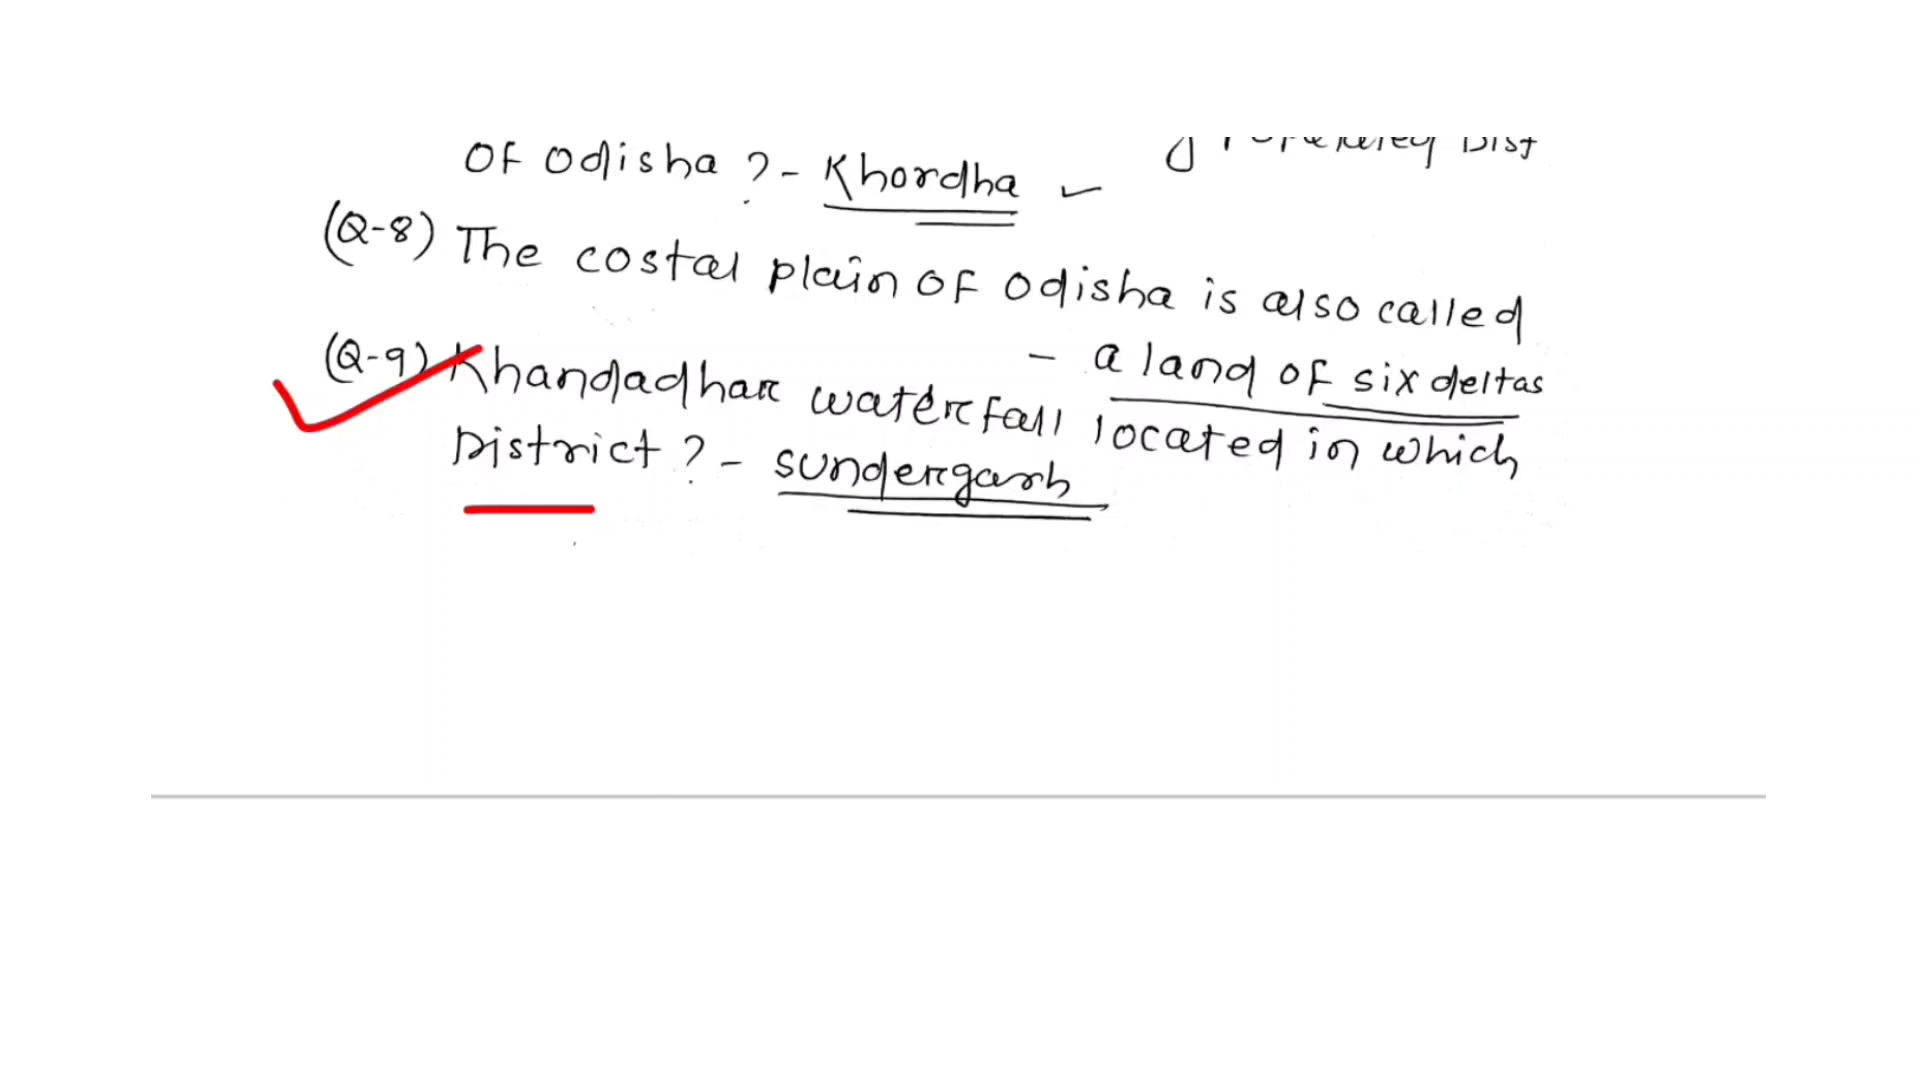 OF Odisha ? - Khordha
Dist
(Q-8) The costal plain OF Odisha is also called
- a land of six deltas
(Q-9) Khandadhar waterfall located in which
District ? - sundergarh